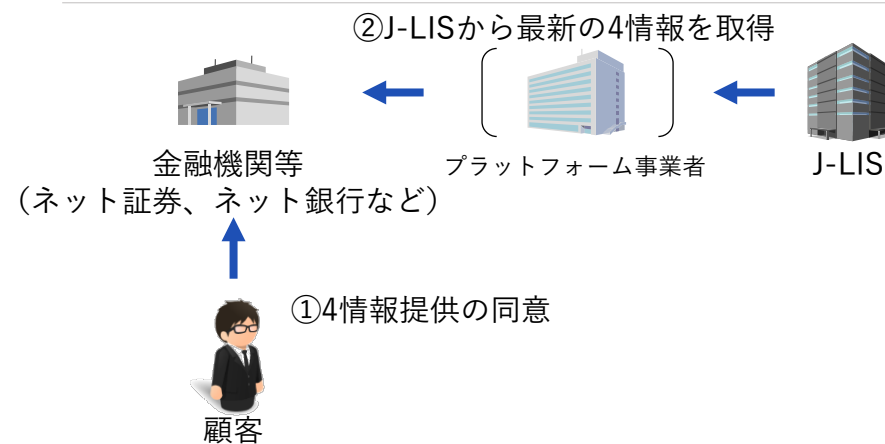 ②J-LISから最新の4情報を取得
金融機関等
（ネット証券、ネット銀行など）
プラットフォーム事業者
J-LIS
①4情報提供の同意
顧客